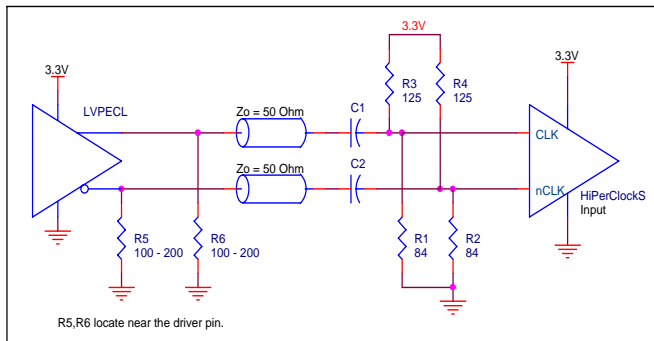 3.3V
3.3V
3.3V
LVPECL
R3
125
R4
125
Zo = 50 Ohm
C1
CLK
Zo = 50 Ohm
C2
nCLK
HiPerClockS
Input
R5
100 - 200
R6
100 - 200
R1
84
R2
84
R5,R6 locate near the driver pin.